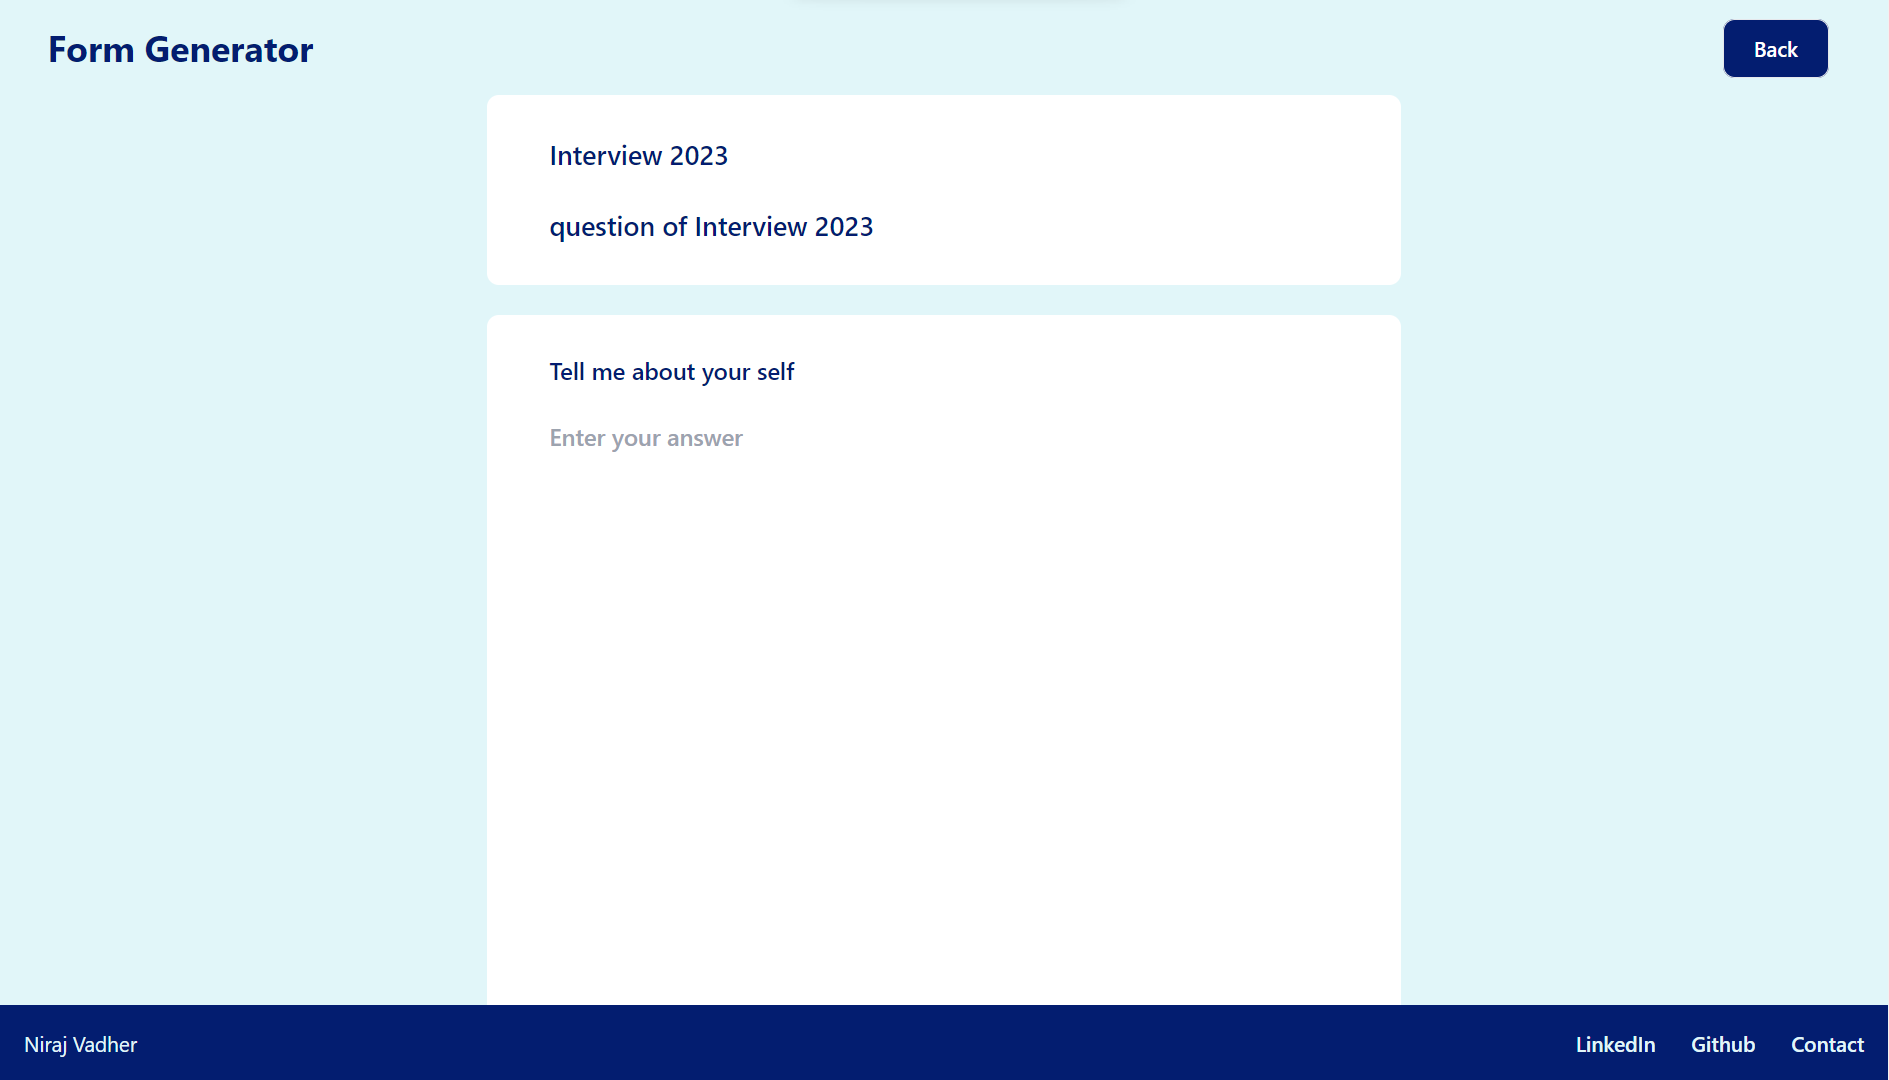 Form Generator
Back
Interview 2023
question of Interview 2023
Tell me about your self
Enter your answer
Niraj Vadher
LinkedIn
Github
Contact